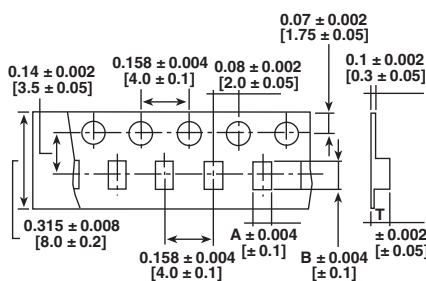 0.07 ± 0.002
[1.75 ± 0.05]
0.14 ± 0.002
[3.5 ± 0.05]
0.158 ± 0.004
[4.0 ± 0.1]
0.08 ± 0.002
[2.0 ± 0.05]
0.1 ± 0.002
[0.3 ± 0.05]
0.315 ± 0.008
[8.0 ± 0.2]
0.158 ± 0.004
[4.0 ± 0.1]
A ± 0.004
[± 0.1]
B ± 0.004
[± 0.1]
T
± 0.002
[± 0.05]